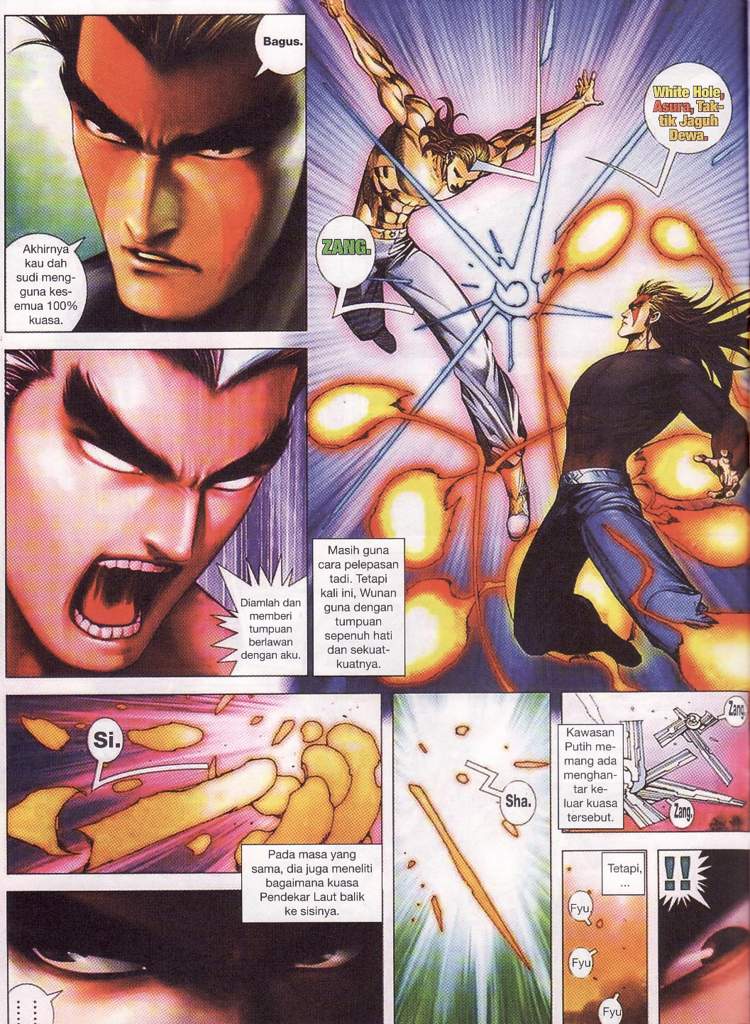 Bagus.
Akhirnya
kau dah
sudi meng-
guna kes-
emua 100%
kuasa.
White Hole,
Asura, Tak-
tik Jaguh
Dewa.
ZANG.
Diamlah dan
memberi
tumpuan
berlawan
dengan aku.
Masih guna
cara pelepasan
tadi. Tetapi
kali ini, Wunan
guna dengan
tumpuan
sepenuh hati
dan sekuat-
kuatnya.
Si.
Pada masa yang
sama, dia juga meneliti
bagaimana kuasa
Pendekar Laut balik
ke sisinya.
Sha.
Kawasan
Putih me-
mang ada
menghan-
tar ke-
luar kuasa
tersebut.
Zang.
Zang.
Tetapi,
...
Fyu.
Fyu
Fyu
!!
......